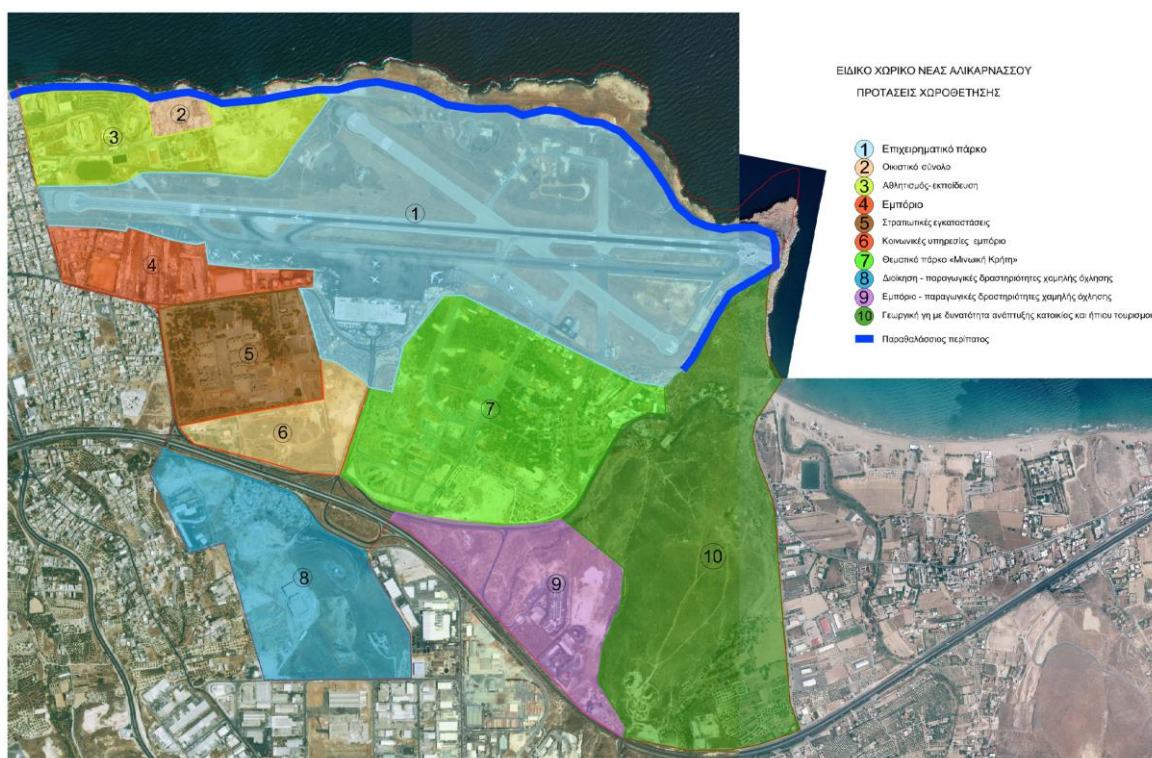 ΕΙΔΙΚΟ ΧΩΡΙΚΟ ΝΕΑΣ ΑΛΙΚΑΡΝΑΣΣΟΥ
ΠΡΟΤΑΣΕΙΣ ΧΩΡΟΘΕΤΗΣΗΣ
1 Επιχειρηματικό πάρκο
2 Οικιστικό σύνολο
3 Αθλητισμός- εκπαίδευση
4 Εμπόριο
5 Στρατιωτικές εγκαταστάσεις
6 Κοινωνικές υπηρεσίες εμπόριο
7 Θεματικό πάρκο «Μινωική Κρήτη»
8 Διοίκηση - παραγωγικές δραστηριότητες χαμηλής όχλησης
9 Εμπόριο - παραγωγικές δραστηριότητες χαμηλής όχλησης
10 Γεωργική γη με δυνατότητα ανάπτυξης κατοικίας και ήπιου τουρισμού
Παραθαλάσσιος περίπατος
2
3
1
4
5
7
6
10
8
9